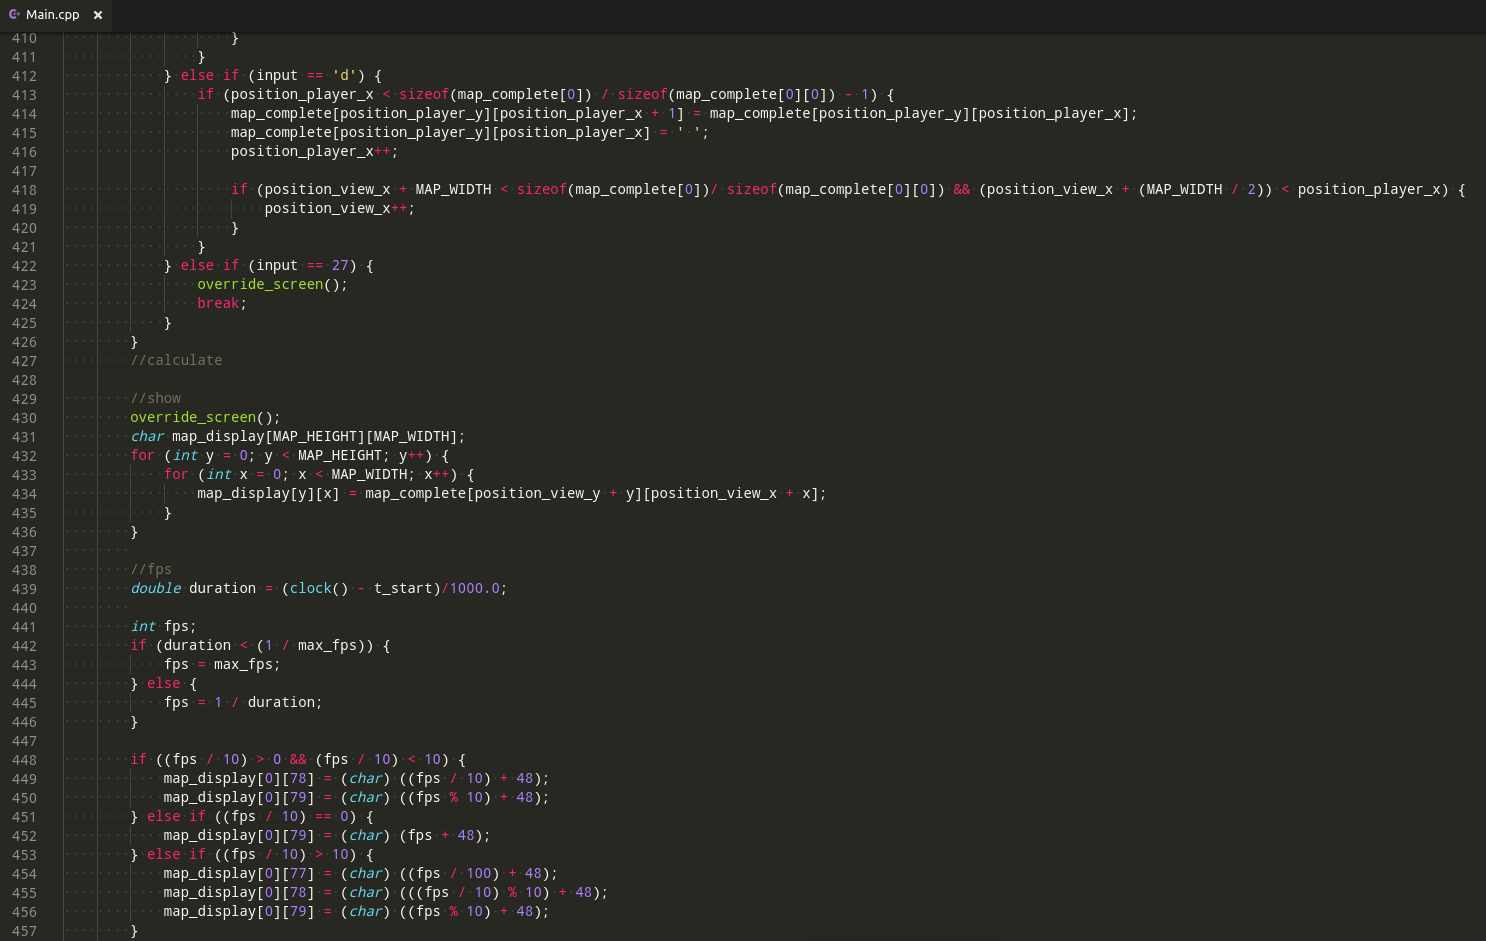 Main.cpp ×
410 }
411 }
412 } else if (input == 'd') {
413 if (position_player_x < sizeof(map_complete[0]) / sizeof(map_complete[0][0]) - 1) {
414 map_complete[position_player_y][position_player_x + 1] = map_complete[position_player_y][position_player_x];
415 map_complete[position_player_y][position_player_x] = ' ';
416 position_player_x++;
417
418 if (position_view_x + MAP_WIDTH < sizeof(map_complete[0])/ sizeof(map_complete[0][0]) && (position_view_x + (MAP_WIDTH / 2)) < position_player_x) {
419 position_view_x++;
420 }
421 }
422 } else if (input == 27) {
423 override_screen();
424 break;
425 }
426 }
427 //calculate
428
429 //show
430 override_screen();
431 char map_display[MAP_HEIGHT][MAP_WIDTH];
432 for (int y = 0; y < MAP_HEIGHT; y++) {
433 for (int x = 0; x < MAP_WIDTH; x++) {
434 map_display[y][x] = map_complete[position_view_y + y][position_view_x + x];
435 }
436 }
437
438 //fps
439 double duration = (clock() - t_start)/1000.0;
440
441 int fps;
442 if (duration < (1 / max_fps)) {
443 fps = max_fps;
444 } else {
445 fps = 1 / duration;
446 }
447
448 if ((fps / 10) > 0 && (fps / 10) < 10) {
449 map_display[0][78] = (char) ((fps / 10) + 48);
450 map_display[0][79] = (char) ((fps % 10) + 48);
451 } else if ((fps / 10) == 0) {
452 map_display[0][79] = (char) (fps + 48);
453 } else if ((fps / 10) > 10) {
454 map_display[0][77] = (char) ((fps / 100) + 48);
455 map_display[0][78] = (char) (((fps / 10) % 10) + 48);
456 map_display[0][79] = (char) ((fps % 10) + 48);
457 }